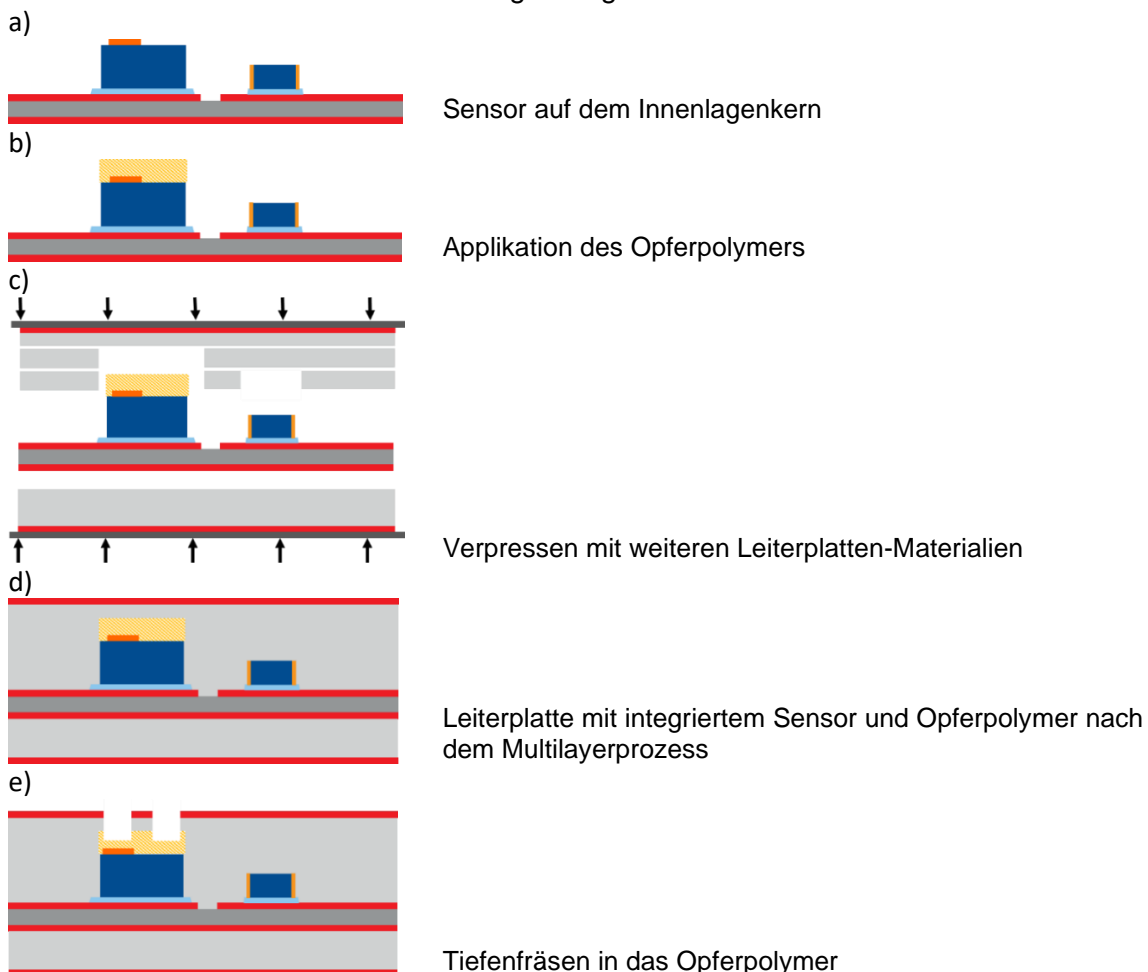 a)
Sensor auf dem Innenlagenkern
b)
Applikation des Opferpolymers
c)
Verpressen mit weiteren Leiterplatten-Materialien
d)
Leiterplatte mit integriertem Sensor und Opferpolymer nach
dem Multilayerprozess
e)
Tiefenfräsen in das Opferpolymer